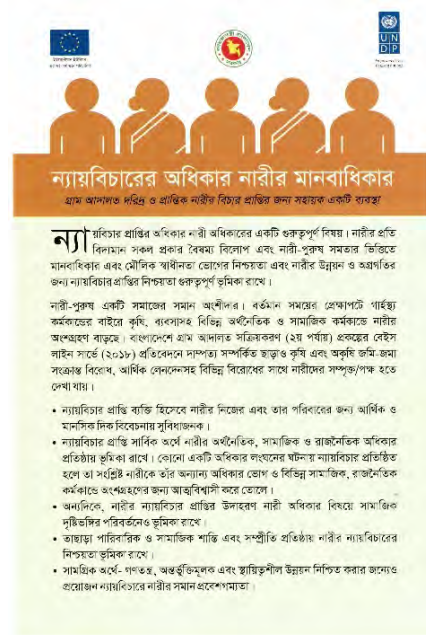 U N
D P
ন্যায়বিচারের অধিকার নারীর মানবাধিকার
গ্রাম আদালত দরিদ্র ও প্রান্তিক নারীর বিচার প্রাপ্তির জন্য সহায়ক একটি ব্যবস্থা
ন্যায়বিচার প্রাপ্তির অধিকার নারী অধিকারের একটি গুরুত্বপূর্ণ বিষয়। নারীর প্রতি
বিদ্যমান সকল প্রকার বৈষম্য বিলোপ এবং নারী-পুরুষ সমতার ভিত্তিতে
মানবাধিকার এবং মৌলিক স্বাধীনতা ভোগের নিশ্চয়তা এবং নারীর উন্নয়ন ও অগ্রগতির
জন্য ন্যায়বিচার প্রাপ্তির নিশ্চয়তা গুরুত্বপূর্ণ ভূমিকা রাখে।
নারী-পুরুষ একটি সমাজের সমান অংশীদার। বর্তমান সময়ের প্রেক্ষাপটে গার্হস্থ্য
কর্মকান্ডের বাইরে কৃষি, ব্যবসাসহ বিভিন্ন অর্থনৈতিক ও সামাজিক কর্মকান্ডে নারীর
অংশগ্রহণ বাড়ছে। বাংলাদেশে গ্রাম আদালত সক্রিয়করণ (২য় পর্যায়) প্রকল্পের বেইস
লাইন সার্ভে (২০১৮) প্রতিবেদনে দাম্পত্য সম্পর্কিত ছাড়াও কৃষি এবং অকৃষি জমি-জমা
সংক্রান্ত বিরোধ, আর্থিক লেনদেনসহ বিভিন্ন বিরোধের সাথে নারীদের সম্পৃক্ত/পক্ষ হতে
দেখা যায়।
• ন্যায়বিচার প্রাপ্তি ব্যক্তি হিসেবে নারীর নিজের এবং তার পরিবারের জন্য আর্থিক ও
মানসিক দিক বিবেচনায় সুবিধাজনক।
• ন্যায়বিচার প্রাপ্তি সার্বিক অর্থে নারীর অর্থনৈতিক, সামাজিক ও রাজনৈতিক অধিকার
প্রতিষ্ঠায় ভূমিকা রাখে। কোনো একটি অধিকার লংঘনের ঘটনায় ন্যায়বিচার প্রতিষ্ঠিত
হলে তা সংশ্লিষ্ট নারীকে তাঁর অন্যান্য অধিকার ভোগ ও বিভিন্ন সামাজিক, রাজনৈতিক
কর্মকান্ডে অংশগ্রহণের জন্য আত্মবিশ্বাসী করে তোলে।
• অন্যদিকে, নারীর ন্যায়বিচার প্রাপ্তির উদাহরণ নারী অধিকার বিষয়ে সামাজিক
দৃষ্টিভঙ্গির পরিবর্তনেও ভূমিকা রাখে।
• তাছাড়া পারিবারিক ও সামাজিক শান্তি এবং সম্প্রীতি প্রতিষ্ঠায় নারীর ন্যায়বিচারের
নিশ্চয়তা ভূমিকা রাখে।
• সামগ্রিক অর্থে- গণতন্ত্র, অন্তর্ভুক্তিমূলক এবং স্থায়িত্বশীল উন্নয়ন নিশ্চিত করার জন্যেও
প্রয়োজন ন্যায়বিচারে নারীর সমান প্রবেশগম্যতা।